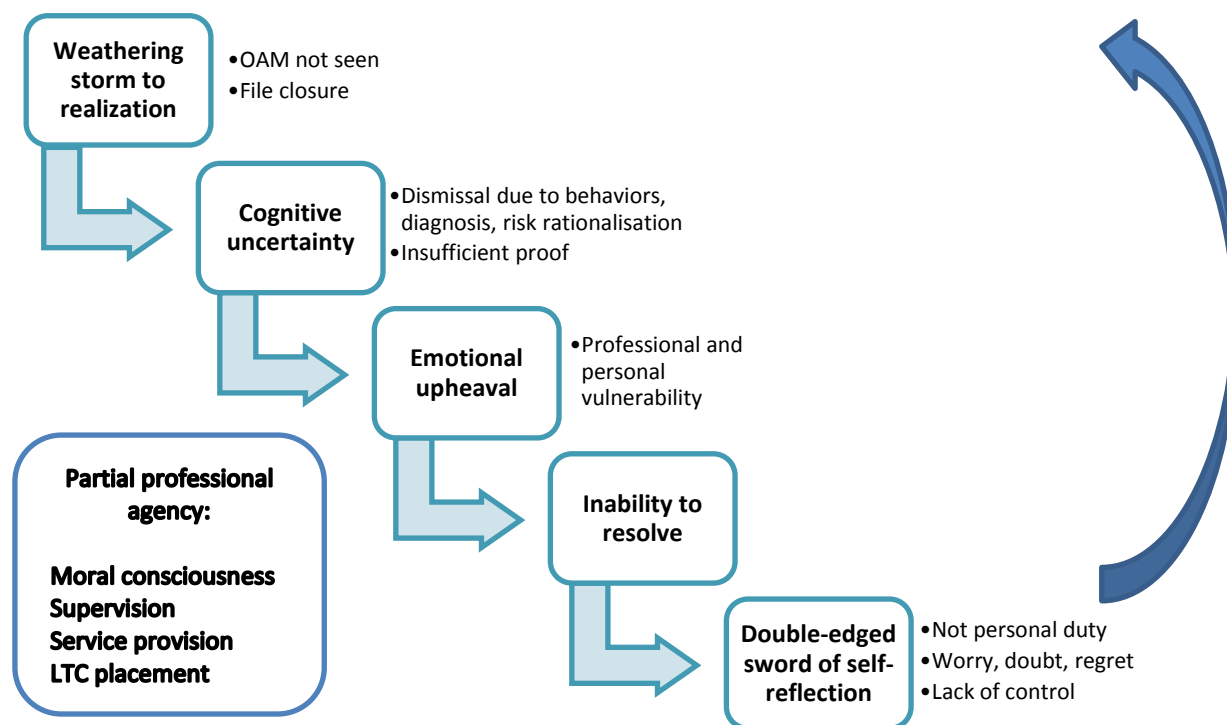 Weathering
storm to
realization
•OAM not seen
•File closure
Cognitive
uncertainty
•Dismissal due to behaviors,
diagnosis, risk rationalisation
•Insufficient proof
Emotional
upheaval
•Professional and
personal
vulnerability
Partial professional
agency:
Moral consciousness
Supervision
Service provision
LTC placement
Inability to
resolve
Double-edged
sword of self-
reflection
•Not personal duty
•Worry, doubt, regret
•Lack of control